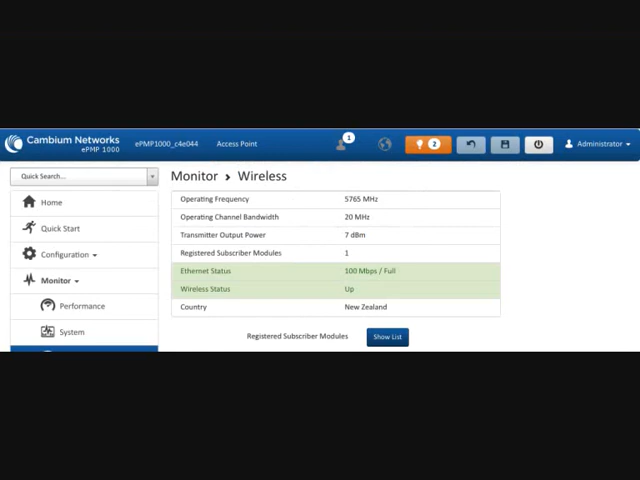 Cambium Networks
ePMP 1000
ePMP1000_c4e044
Access Point
1
2
Administrator
Quick Search...
Home
Quick Start
Configuration
Monitor
Performance
System
Monitor > Wireless
Operating Frequency 5765 MHz
Operating Channel Bandwidth 20 MHz
Transmitter Output Power 7 dBm
Registered Subscriber Modules 1
Ethernet Status 100 Mbps / Full
Wireless Status Up
Country New Zealand
Registered Subscriber Modules Show List